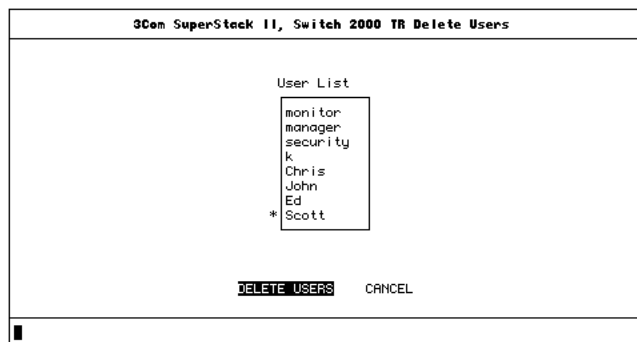 3Com SuperStack II, Switch 2000 TR Delete Users
User List
monitor
manager
security
k
Chris
John
Ed
* Scott
DELETE USERS CANCEL